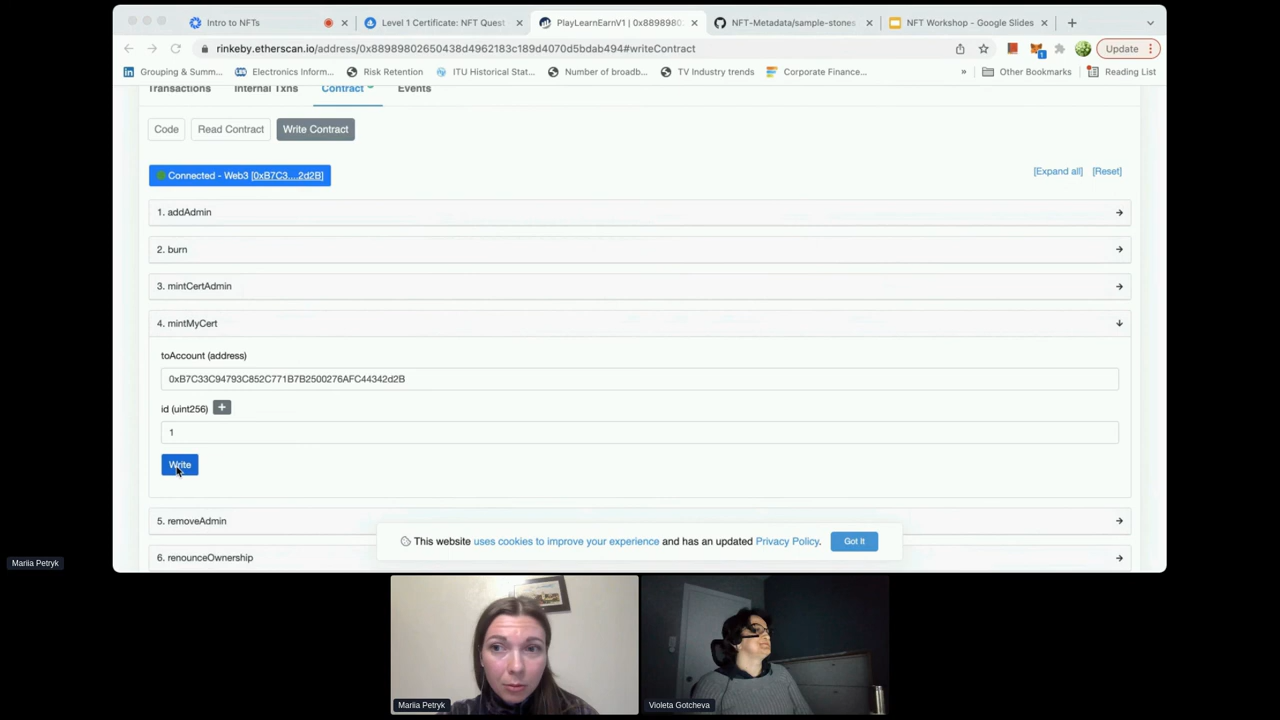 Intro to NFTs
Level 1 Certificate: NFT Quest
PlayLearnEarnV1 | 0x8898980
NFT-Metadata/sample-stones
NFT Workshop - Google Slides
rinkeby.etherscan.io/address/0x88989802650438d4962183c189d4070d5bdab494#writeContract
Update
Grouping & Summ...
Electronics Inform...
Risk Retention
ITU Historical Stat...
Number of broadb...
TV Industry trends
Corporate Finance...
»
Other Bookmarks
Reading List
Transactions
Internal Txns
Contract
Events
Code
Read Contract
Write Contract
Connected - Web3 [0xB7C3....2d2B]
[Expand all]
[Reset]
1. addAdmin
2. burn
3. mintCertAdmin
4. mintMyCert
toAccount (address)
0xB7C33C94793C852C771B7B2500276AFC44342d2B
id (uint256)
+
1
Write
5. removeAdmin
This website uses cookies to improve your experience and has an updated Privacy Policy.
Got It
6. renounceOwnership
Mariia Petryk
Mariia Petryk
Violeta Gotcheva